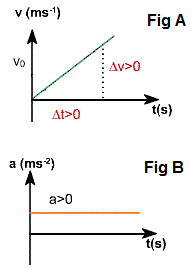 v (ms-1) Fig A
v0
Δv>0
Δt>0 t(s)
a (ms-2) Fig B
a>0
t(s)